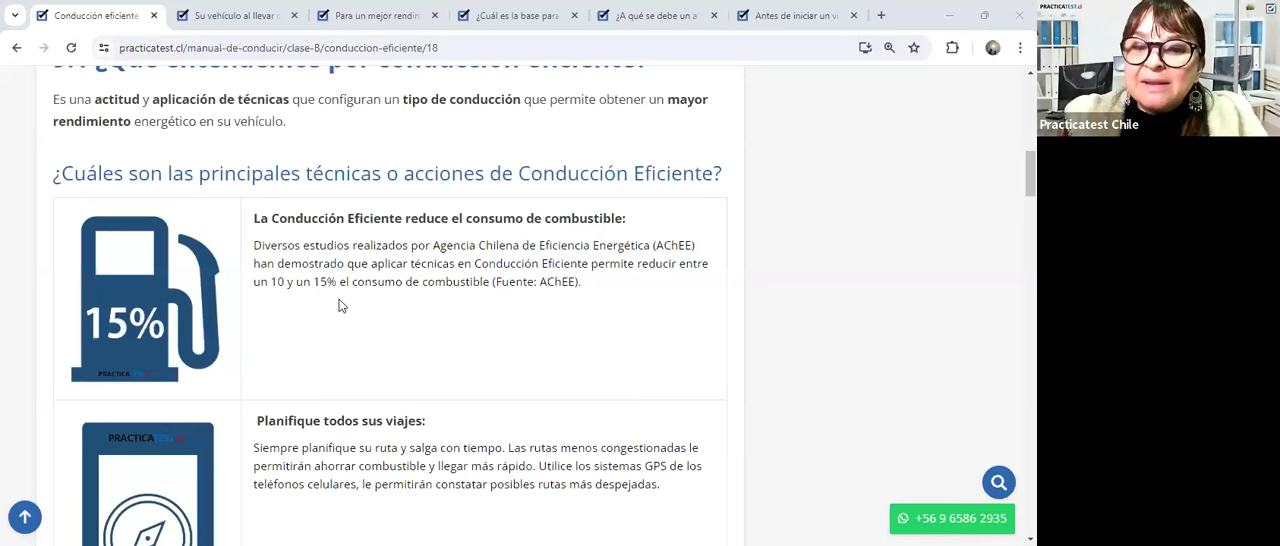 Conducción eficiente
Su vehículo al llevar
Para un mejor rendim
¿Cuál es la base para
¿A qué se debe un a
Antes de iniciar un vi
practicatest.cl/manual-de-conducir/clase-B/conduccion-eficiente/18
PRACTICATEST.cl
Practicatest Chile
Es una actitud y aplicación de técnicas que configuran un tipo de conducción que permite obtener un mayor
rendimiento energético en su vehículo.
¿Cuáles son las principales técnicas o acciones de Conducción Eficiente?
La Conducción Eficiente reduce el consumo de combustible:
Diversos estudios realizados por Agencia Chilena de Eficiencia Energética (AChEE)
han demostrado que aplicar técnicas en Conducción Eficiente permite reducir entre
un 10 y un 15% el consumo de combustible (Fuente: AChEE).
15%
PRACTICATEST.cl
Planifique todos sus viajes:
PRACTICATEST.cl
Siempre planifique su ruta y salga con tiempo. Las rutas menos congestionadas le
permitirán ahorrar combustible y llegar más rápido. Utilice los sistemas GPS de los
teléfonos celulares, le permitirán constatar posibles rutas más despejadas.
+56 9 6586 2935